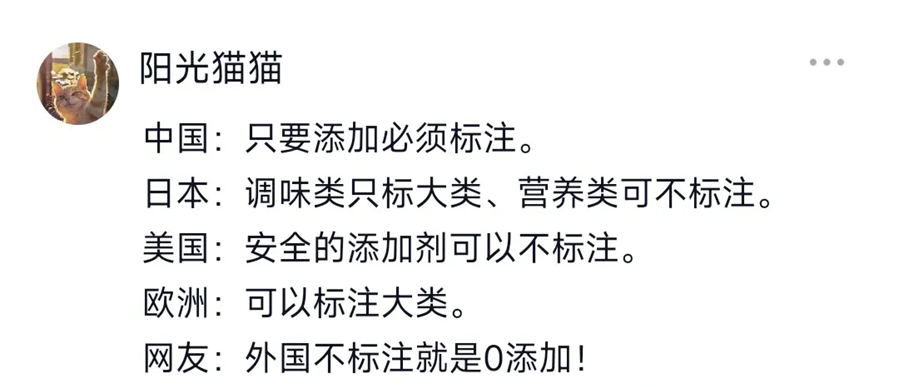 阳光猫猫
中国：只要添加必须标注。
日本：调味类只标大类、营养类可不标注。
美国：安全的添加剂可以不标注。
欧洲：可以标注大类。
网友：外国不标注就是0添加！